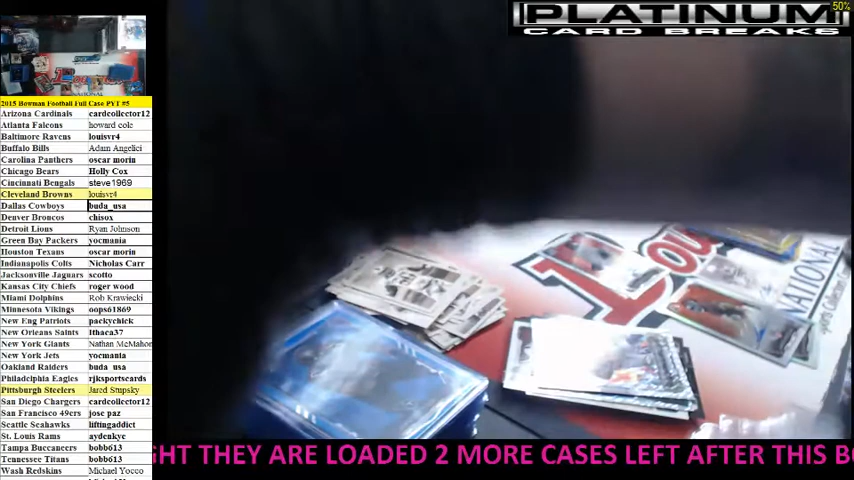 50%
PLATINUM
CARD BREAKS
2015 Bowman Football Full Case PYT #5
Arizona Cardinals cardcollector12
Atlanta Falcons howard cole
Baltimore Ravens louisvr4
Buffalo Bills Adam Angelici
Carolina Panthers oscar morin
Chicago Bears Holly Cox
Cincinnati Bengals steve1969
Cleveland Browns louisvr4
Dallas Cowboys buda_usa
Denver Broncos chisox
Detroit Lions Ryan Johnson
Green Bay Packers yocmania
Houston Texans oscar morin
Indianapolis Colts Nicholas Carr
Jacksonville Jaguars scotto
Kansas City Chiefs roger wood
Miami Dolphins Rob Krawiecki
Minnesota Vikings oops61869
New Eng Patriots packychick
New Orleans Saints Ithaca37
New York Giants Nathan McMahon
New York Jets yocmania
Oakland Raiders buda_usa
Philadelphia Eagles rjksportscards
Pittsburgh Steelers Jared Stupsky
San Diego Chargers cardcollector12
San Francisco 49ers jose paz
Seattle Seahawks liftingaddict
St. Louis Rams aydenkyc
Tampa Buccaneers bobb613
Tennessee Titans bobb613
Wash Redskins Michael Yocco
NATIONAL
GHT THEY ARE LOADED 2 MORE CASES LEFT AFTER THIS B